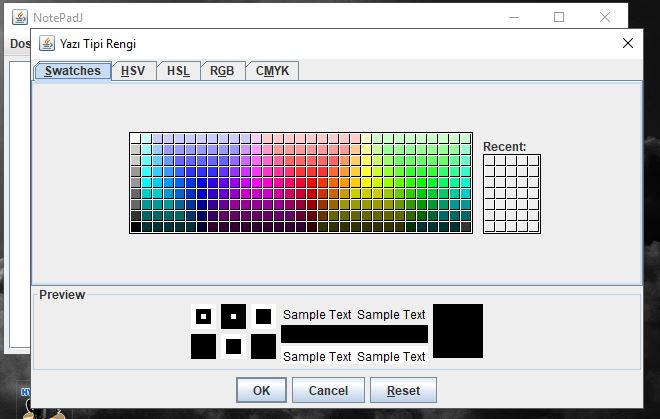 NotePadJ
Dos
Yazı Tipi Rengi
Swatches HSV HSL RGB CMYK
Recent:
Preview
Sample Text Sample Text
Sample Text Sample Text
OK Cancel Reset